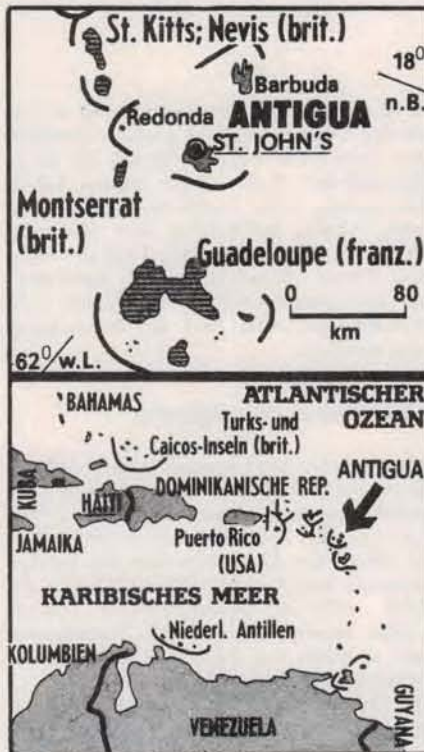 St. Kitts; Nevis (brit.)
18°
n.B.
Barbuda
Redonda
ANTIGUA
ST. JOHN'S
Montserrat
(brit.)
Guadeloupe (franz.)
0 80
km
62°/w.L.
BAHAMAS
ATLANTISCHER
OZEAN
Turks- und
Caicos-Inseln (brit.)
KUBA
HAITI
DOMINIKANISCHE REP.
ANTIGUA
JAMAIKA
Puerto Rico
(USA)
KARIBISCHES MEER
Niederl. Antillen
KOLUMBIEN
VENEZUELA
GUYANA